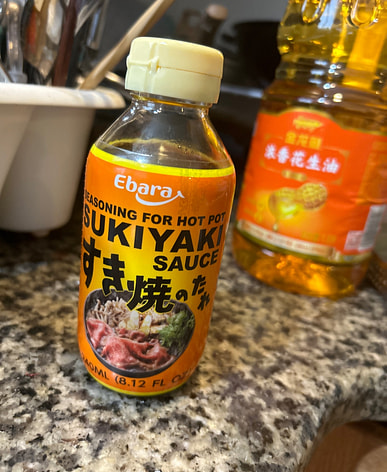 Ebara
SEASONING FOR HOT POT
SUKIYAKI
SAUCE
すき焼のたれ
240ML (8.12 FL O
浓香花生油